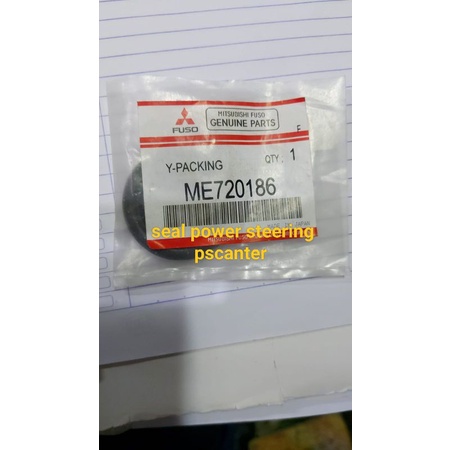 FUSO
MITSUBISHI FUSO
GENUINE PARTS
F
Y-PACKING
QTY. 1
ME720186
seal power steering
pscanter